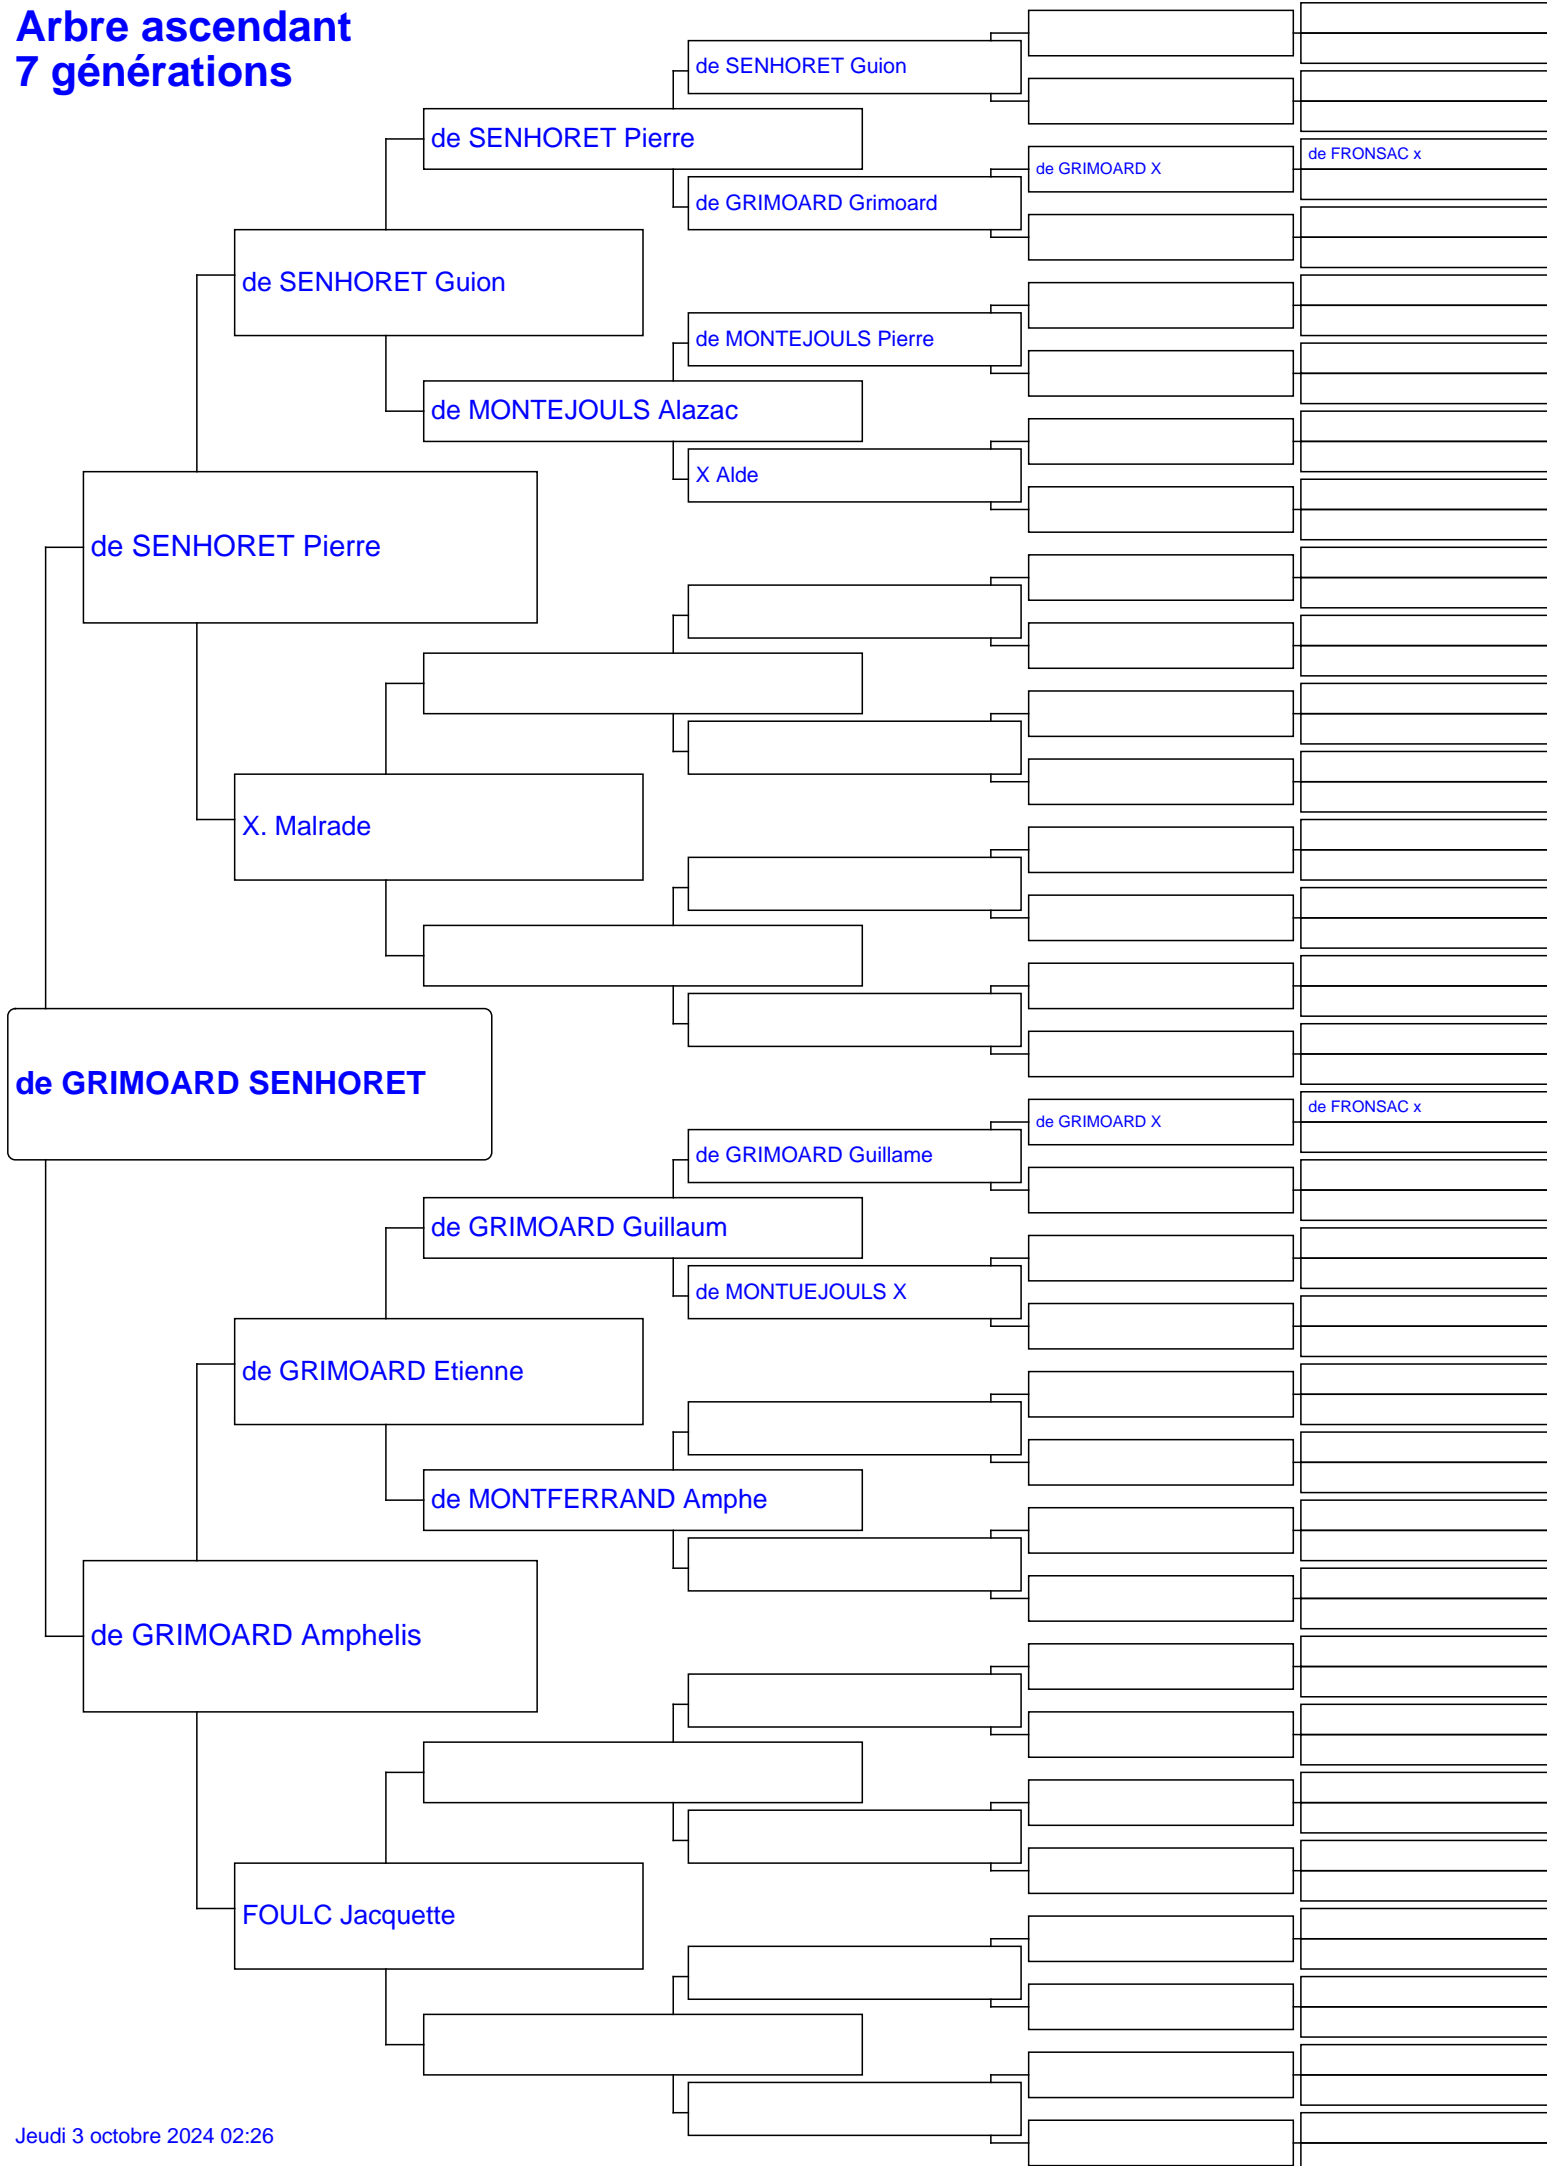 Arbre ascendant
7 générations
de SENHORET Guion
de SENHORET Pierre
de GRIMOARD X
de FRONSAC x
de GRIMOARD Grimoard
de SENHORET Guion
de MONTEJOULS Pierre
de MONTEJOULS Alazac
X Alde
de SENHORET Pierre
X. Malrade
de GRIMOARD SENHORET
de GRIMOARD X
de FRONSAC x
de GRIMOARD Guillame
de GRIMOARD Guillaum
de MONTUEJOULS X
de GRIMOARD Etienne
de MONTFERRAND Amphe
de GRIMOARD Amphelis
FOULC Jacquette
Jeudi 3 octobre 2024 02:26